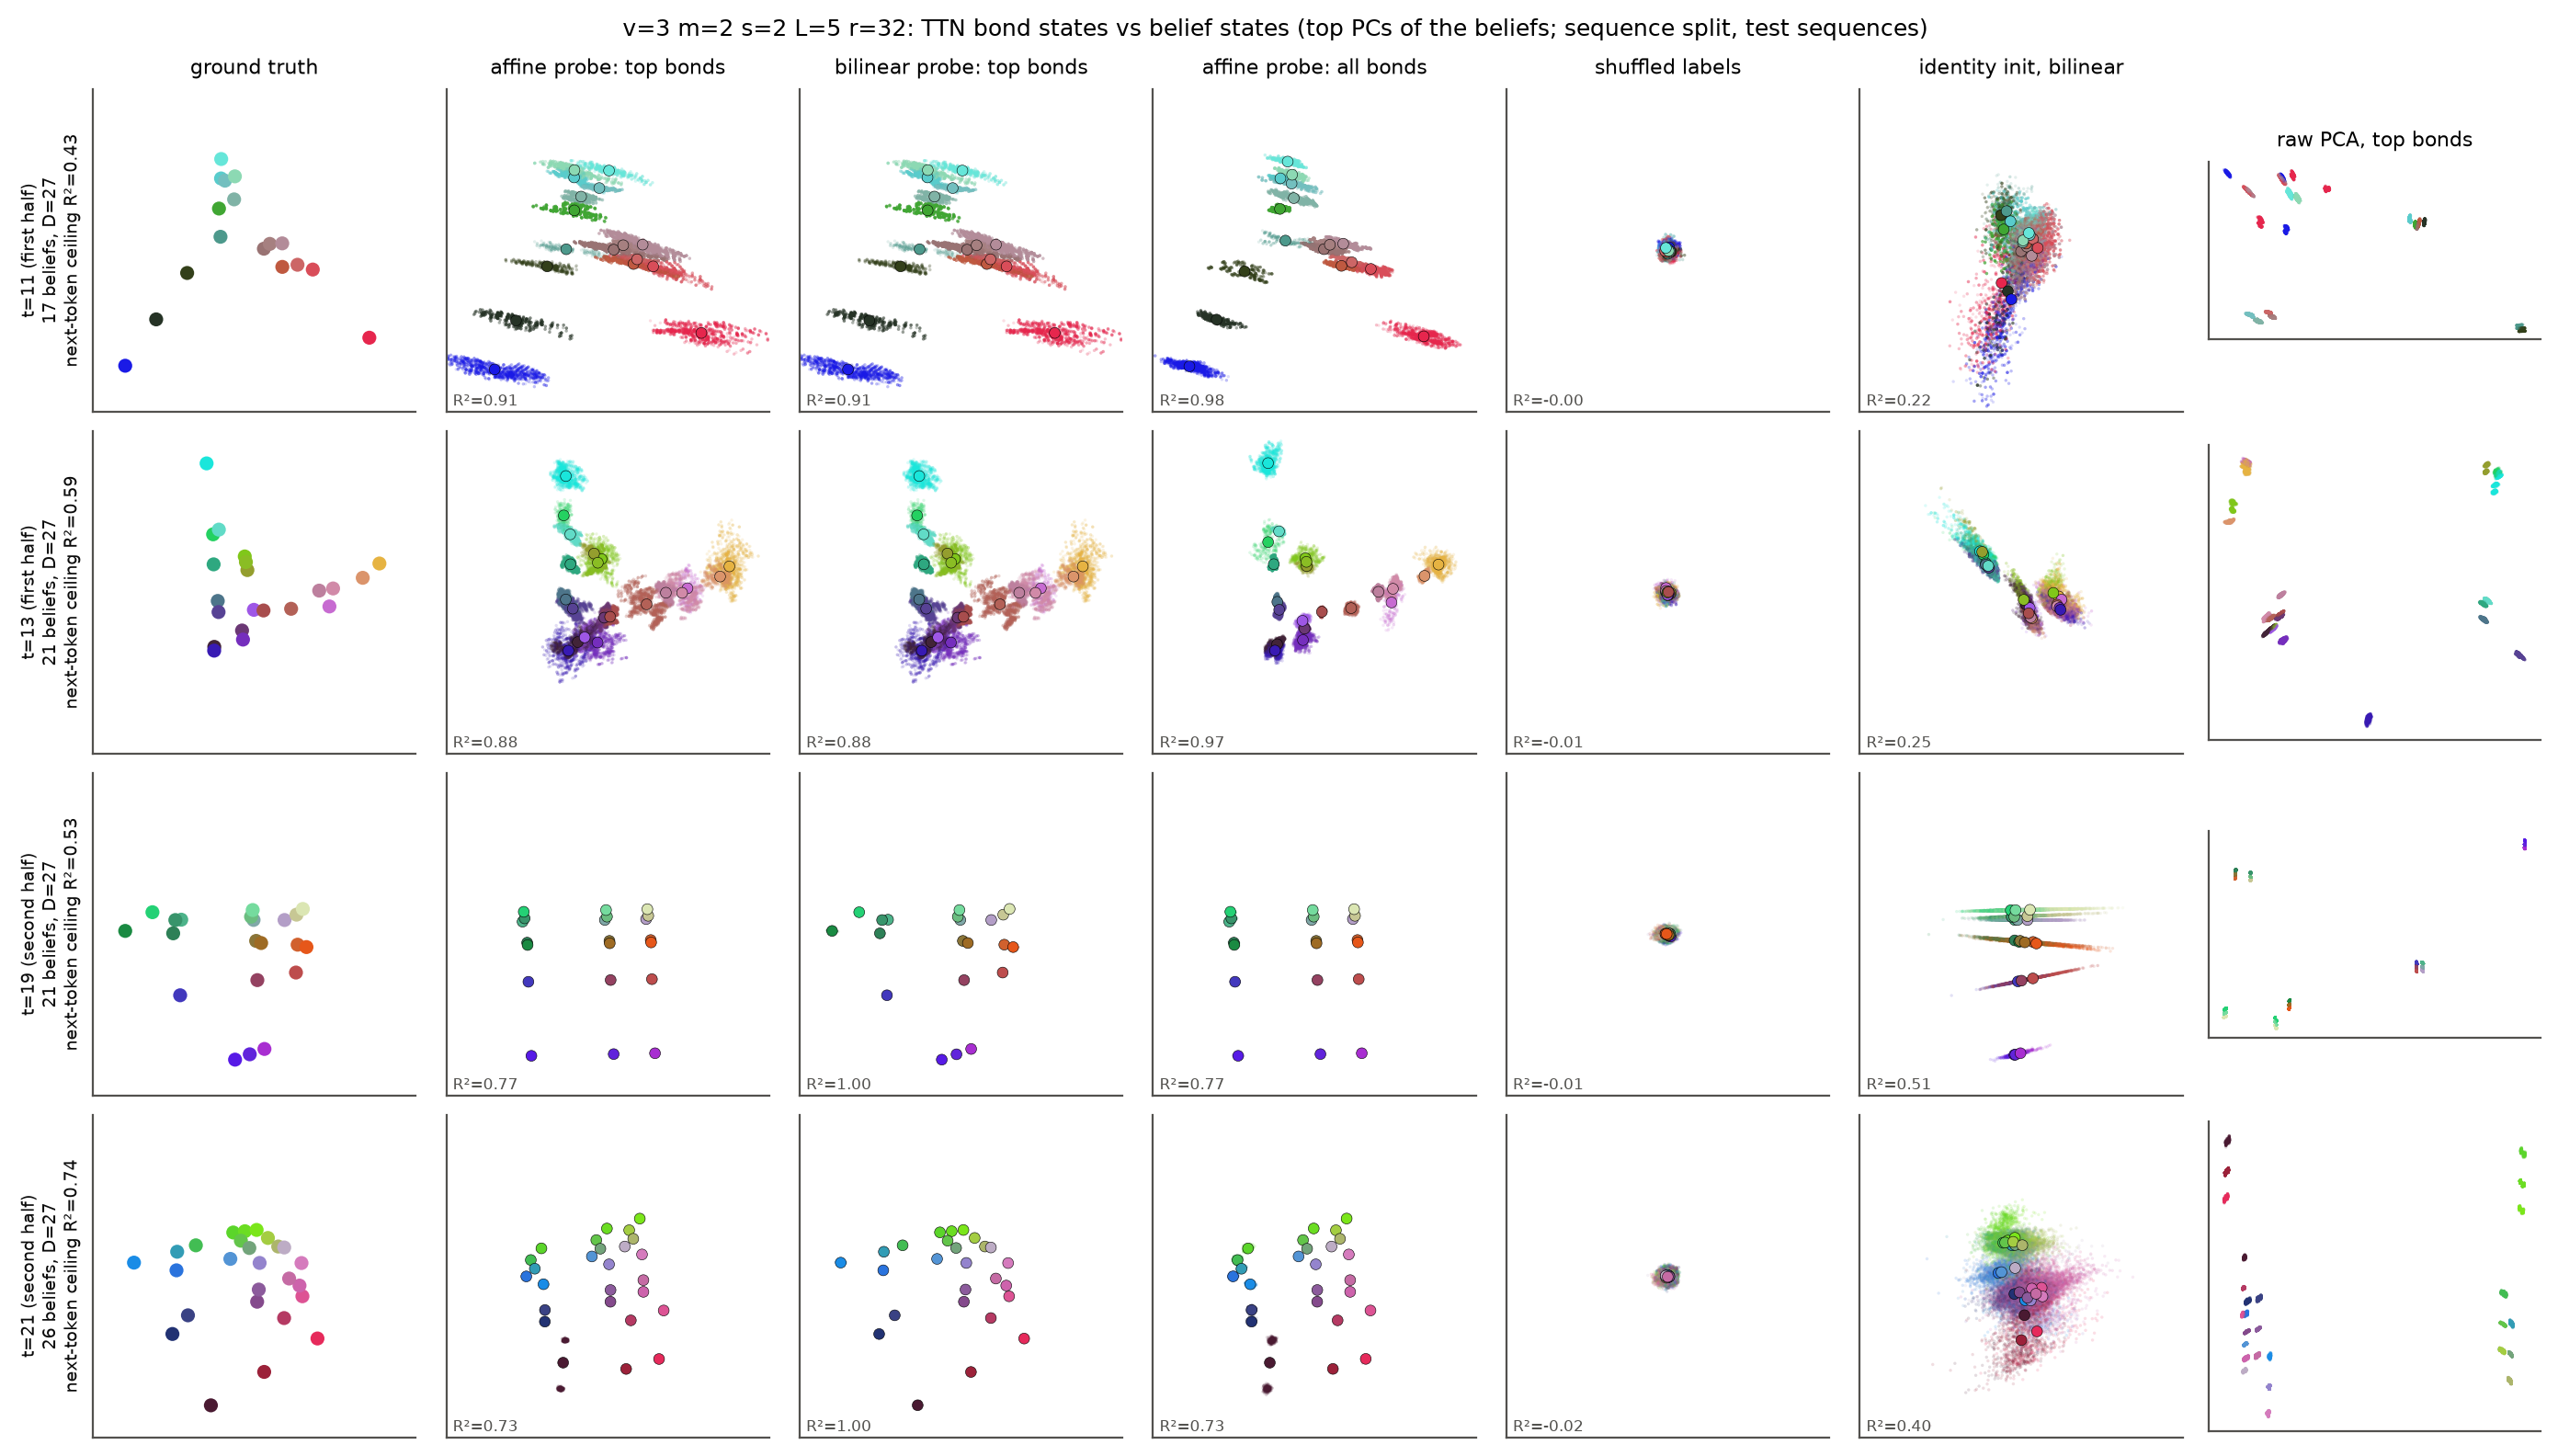 v=3 m=2 s=2 L=5 r=32: TTN bond states vs belief states (top PCs of the beliefs; sequence split, test sequences)
ground truth
affine probe: top bonds
bilinear probe: top bonds
affine probe: all bonds
shuffled labels
identity init, bilinear
raw PCA, top bonds
t=11 (first half)
17 beliefs, D=27
next-token ceiling R²=0.43
R²=0.91
R²=0.91
R²=0.98
R²=-0.00
R²=0.22
t=13 (first half)
21 beliefs, D=27
next-token ceiling R²=0.59
R²=0.88
R²=0.88
R²=0.97
R²=-0.01
R²=0.25
t=19 (second half)
21 beliefs, D=27
next-token ceiling R²=0.53
R²=0.77
R²=1.00
R²=0.77
R²=-0.01
R²=0.51
t=21 (second half)
26 beliefs, D=27
next-token ceiling R²=0.74
R²=0.73
R²=1.00
R²=0.73
R²=-0.02
R²=0.40